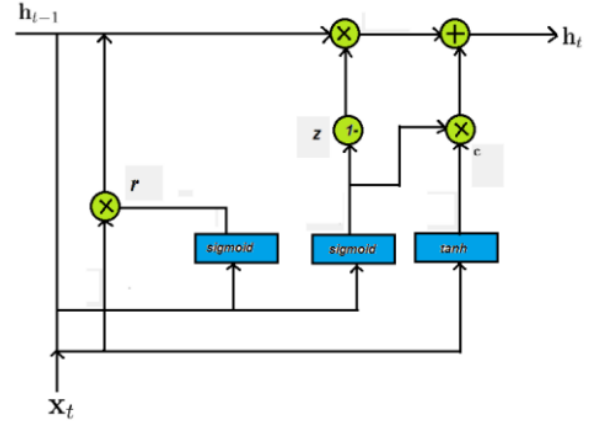 h_{t-1}
h_t
z
1-
c
r
sigmoid
sigmoid
tanh
x_t